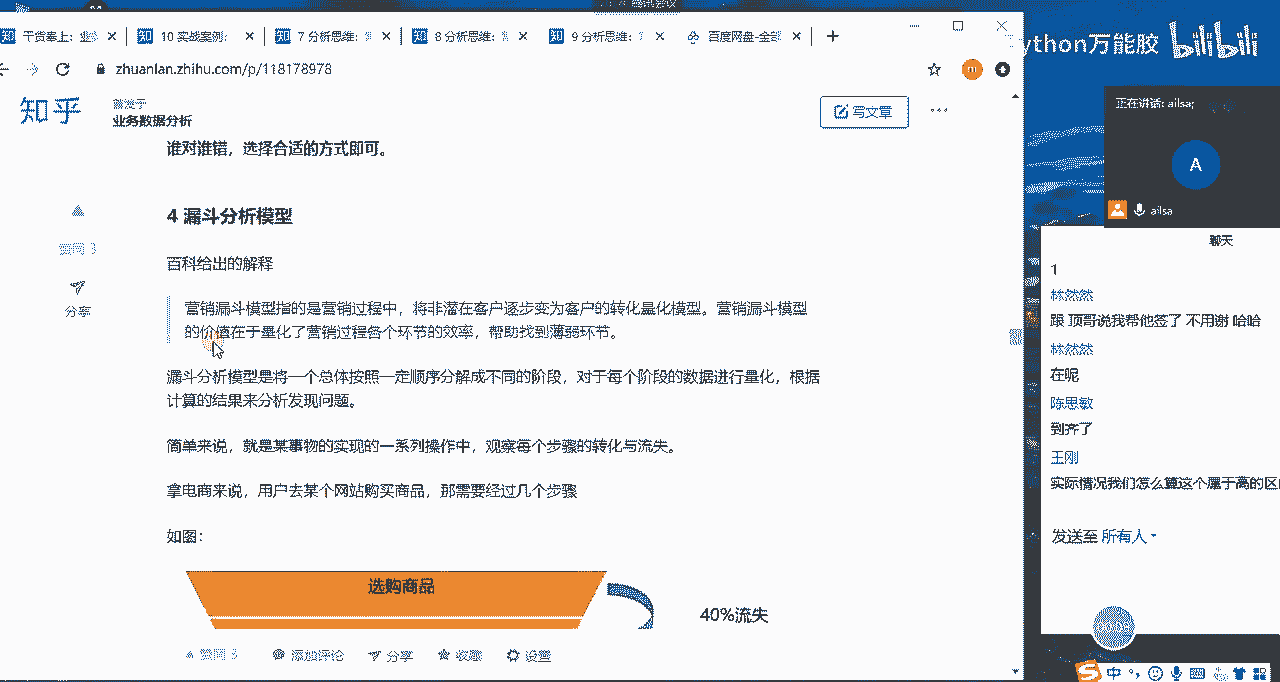 干货奉上：业务
10 实战案例：
7 分析思维：
8 分析思维：
9 分析思维：
百度网盘-全部
zhuanlan.zhihu.com/p/118178978
ython万能胶 bilibili
知乎
业务数据分析
写文章
谁对谁错，选择合适的方式即可。
4 漏斗分析模型
百科给出的解释
营销漏斗模型指的是营销过程中，将非潜在客户逐步变为客户的转化量化模型。营销漏斗模型
的价值在于量化了营销过程各个环节的效率，帮助找到薄弱环节。
漏斗分析模型是将一个总体按照一定顺序分解成不同的阶段，对于每个阶段的数据进行量化，根据
计算的结果来分析发现问题。
简单来说，就是某事物的实现的一系列操作中，观察每个步骤的转化与流失。
拿电商来说，用户去某个网站购买商品，那需要经过几个步骤
如图：
选购商品
40%流失
赞同 3
分享
赞同 3
添加评论
分享
收藏
设置
正在讲话: ailsa;
A
ailsa
聊天
1
林然然
跟 顶哥说我帮他签了 不用谢 哈哈
林然然
在呢
陈思敏
到齐了
王刚
实际情况我们怎么算这个属于高的区
发送至 所有人
中